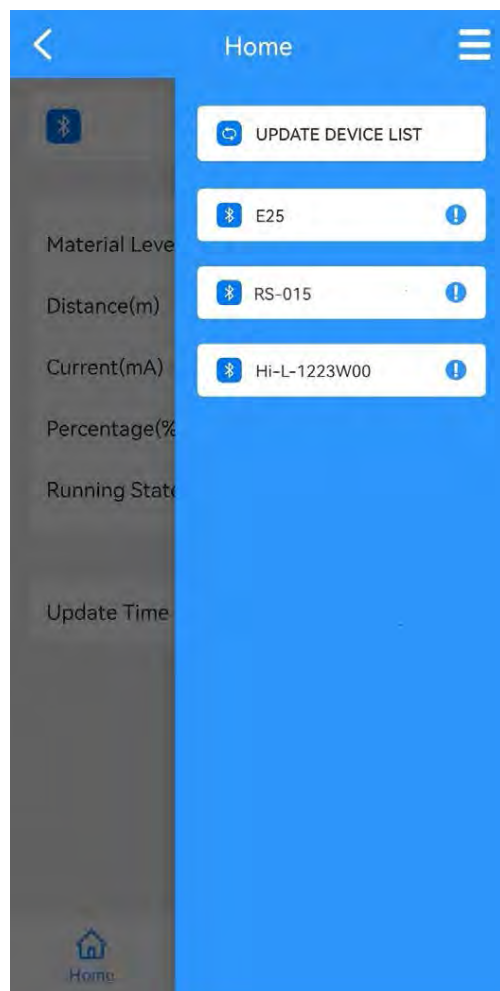 Home
UPDATE DEVICE LIST
E25
RS-015
Hi-L-1223W00
Material Leve
Distance(m)
Current(mA)
Percentage(%
Running State
Update Time
Home